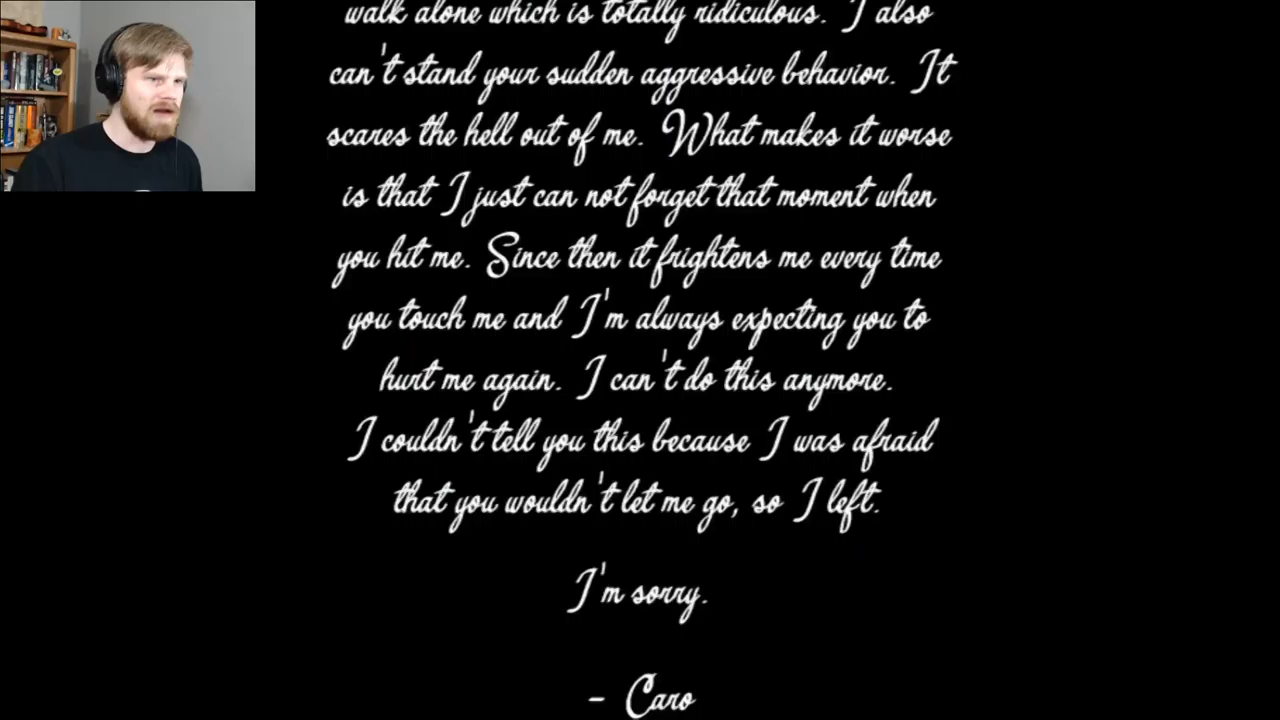 walk alone which is totally ridiculous. I also
can't stand your sudden aggressive behavior. It
scares the hell out of me. What makes it worse
is that I just can not forget that moment when
you hit me. Since then it frightens me every time
you touch me and I'm always expecting you to
hurt me again. I can't do this anymore.
I couldn't tell you this because I was afraid
that you wouldn't let me go, so I left.
I'm sorry.
- Caro